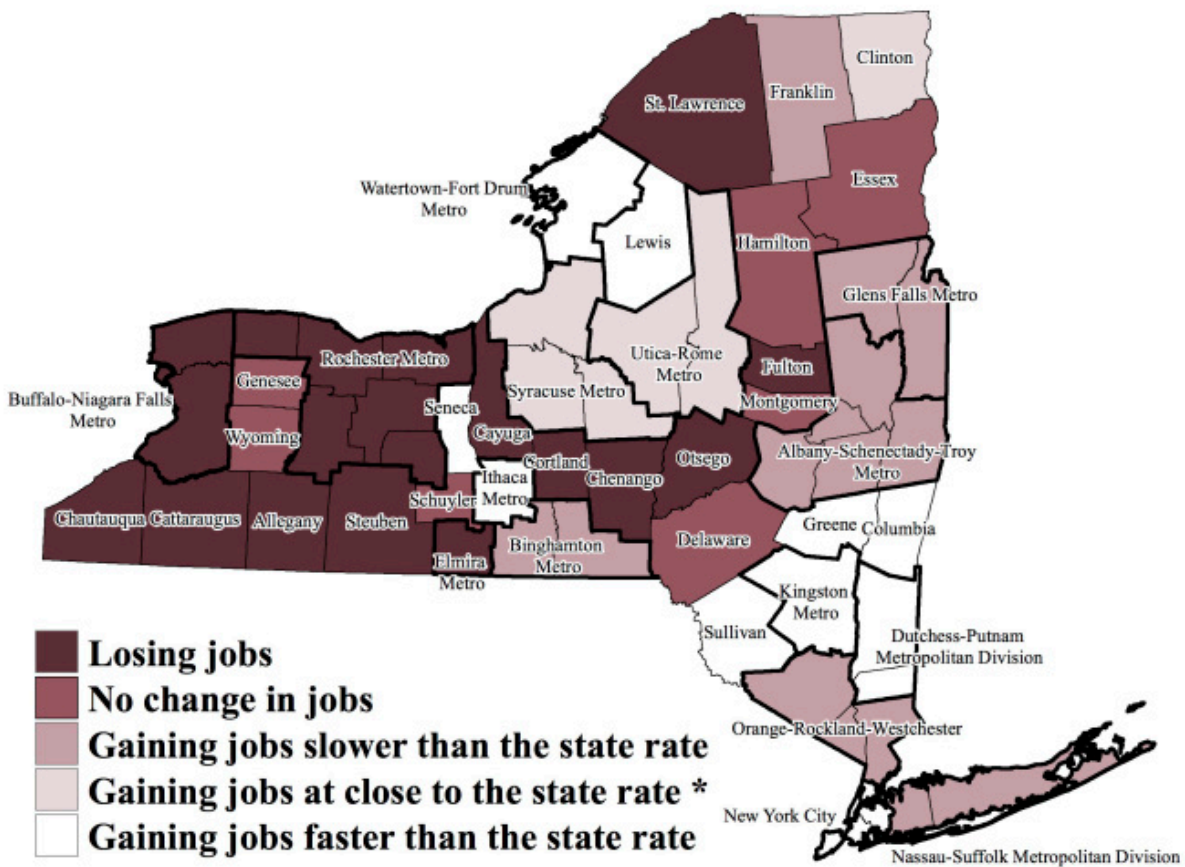 Clinton
Franklin
St. Lawrence
Essex
Watertown-Fort Drum
Metro
Lewis
Hamilton
Glens Falls Metro
Rochester Metro
Utica-Rome
Metro
Fulton
Genesee
Syracuse Metro
Montgomery
Buffalo-Niagara Falls
Metro
Seneca
Wyoming
Cayuga
Otsego
Albany-Schenectady-Troy
Metro
Cortland
Chenango
Ithaca
Metro
Schuyler
Chautauqua
Cattaraugus
Allegany
Steuben
Greene
Columbia
Delaware
Binghamton
Metro
Elmira
Metro
Kingston
Metro
Sullivan
Dutchess-Putnam
Metropolitan Division
Losing jobs
No change in jobs
Gaining jobs slower than the state rate
Gaining jobs at close to the state rate *
Gaining jobs faster than the state rate
Orange-Rockland-Westchester
New York City
Nassau-Suffolk Metropolitan Division